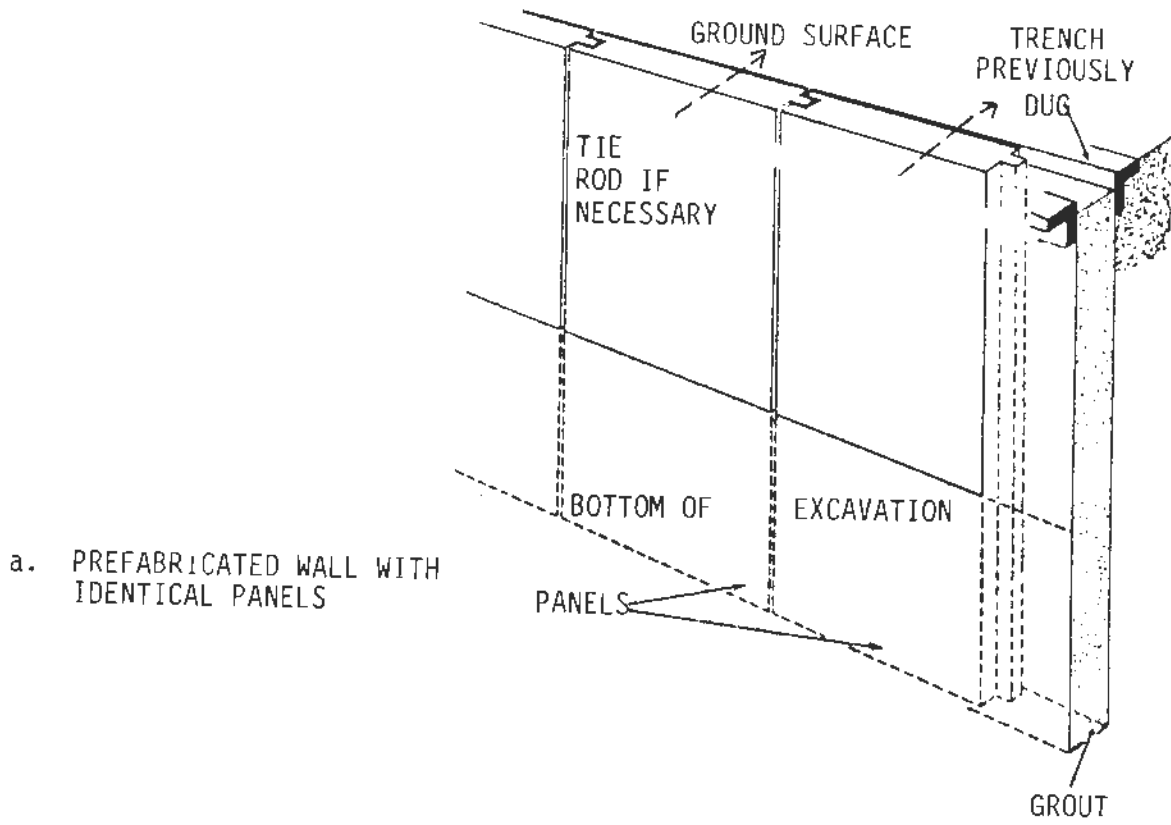 GROUND SURFACE
TRENCH
PREVIOUSLY
DUG
TIE
ROD IF
NECESSARY
BOTTOM OF EXCAVATION
a. PREFABRICATED WALL WITH
IDENTICAL PANELS
PANELS
GROUT